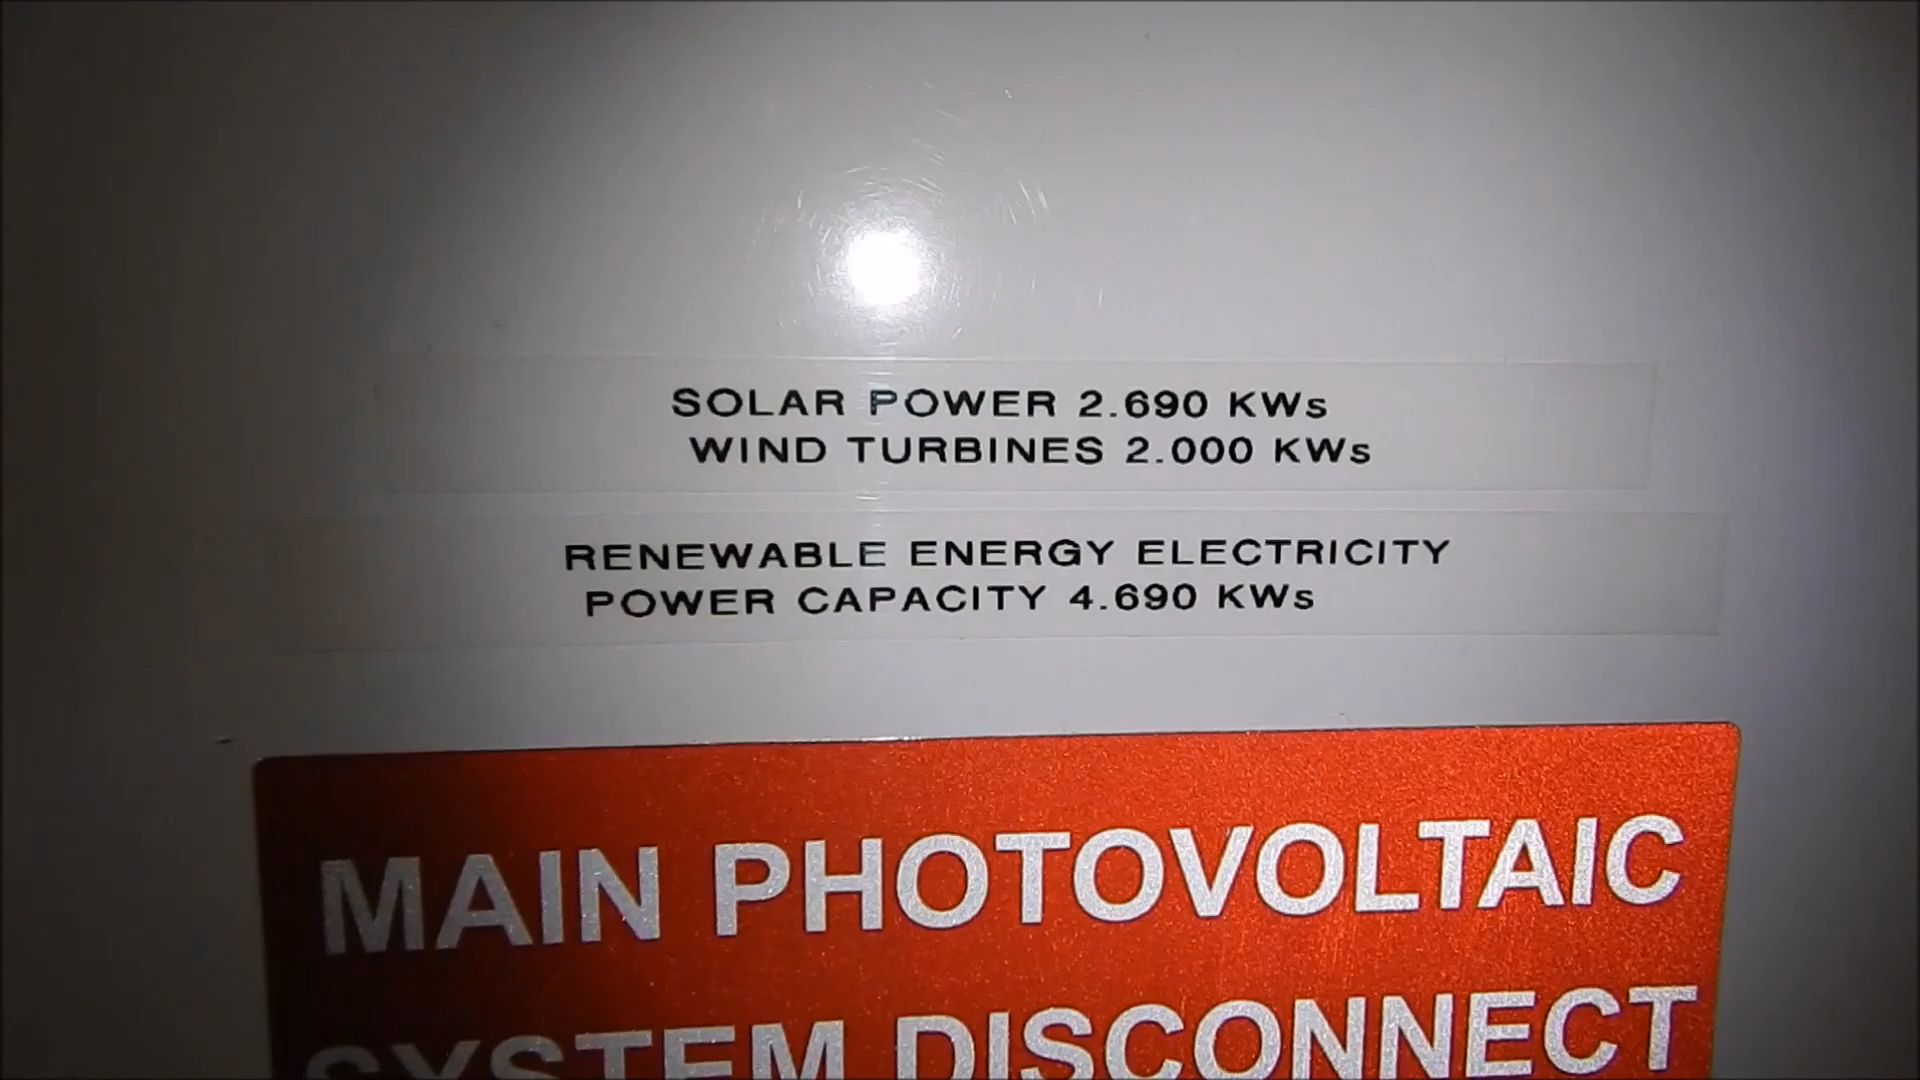 SOLAR POWER 2.690 KWs
WIND TURBINES 2.000 KWs
RENEWABLE ENERGY ELECTRICITY
POWER CAPACITY 4.690 KWs
MAIN PHOTOVOLTAIC
SYSTEM DISCONNECT